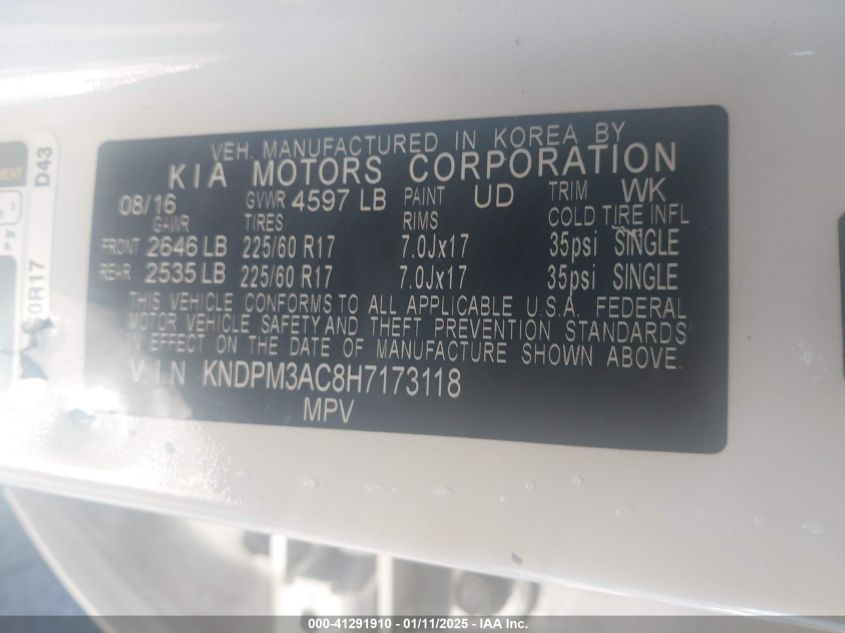 VEH. MANUFACTURED IN KOREA BY
KIA MOTORS CORPORATION
08/16 GVWR 4597 LB PAINT UD TRIM WK
GAWR TIRES RIMS COLD TIRE INFL
FRONT 2646 LB 225/60 R17 7.0Jx17 35psi SINGLE
REAR 2535 LB 225/60 R17 7.0Jx17 35psi SINGLE
THIS VEHICLE CONFORMS TO ALL APPLICABLE U.S.A. FEDERAL
MOTOR VEHICLE SAFETY AND THEFT PREVENTION STANDARDS
IN EFFECT ON THE DATE OF MANUFACTURE SHOWN ABOVE.
V.I.N KNDPM3AC8H7173118
MPV
D43
0R17
000-41291910 - 01/11/2025 - IAA Inc.